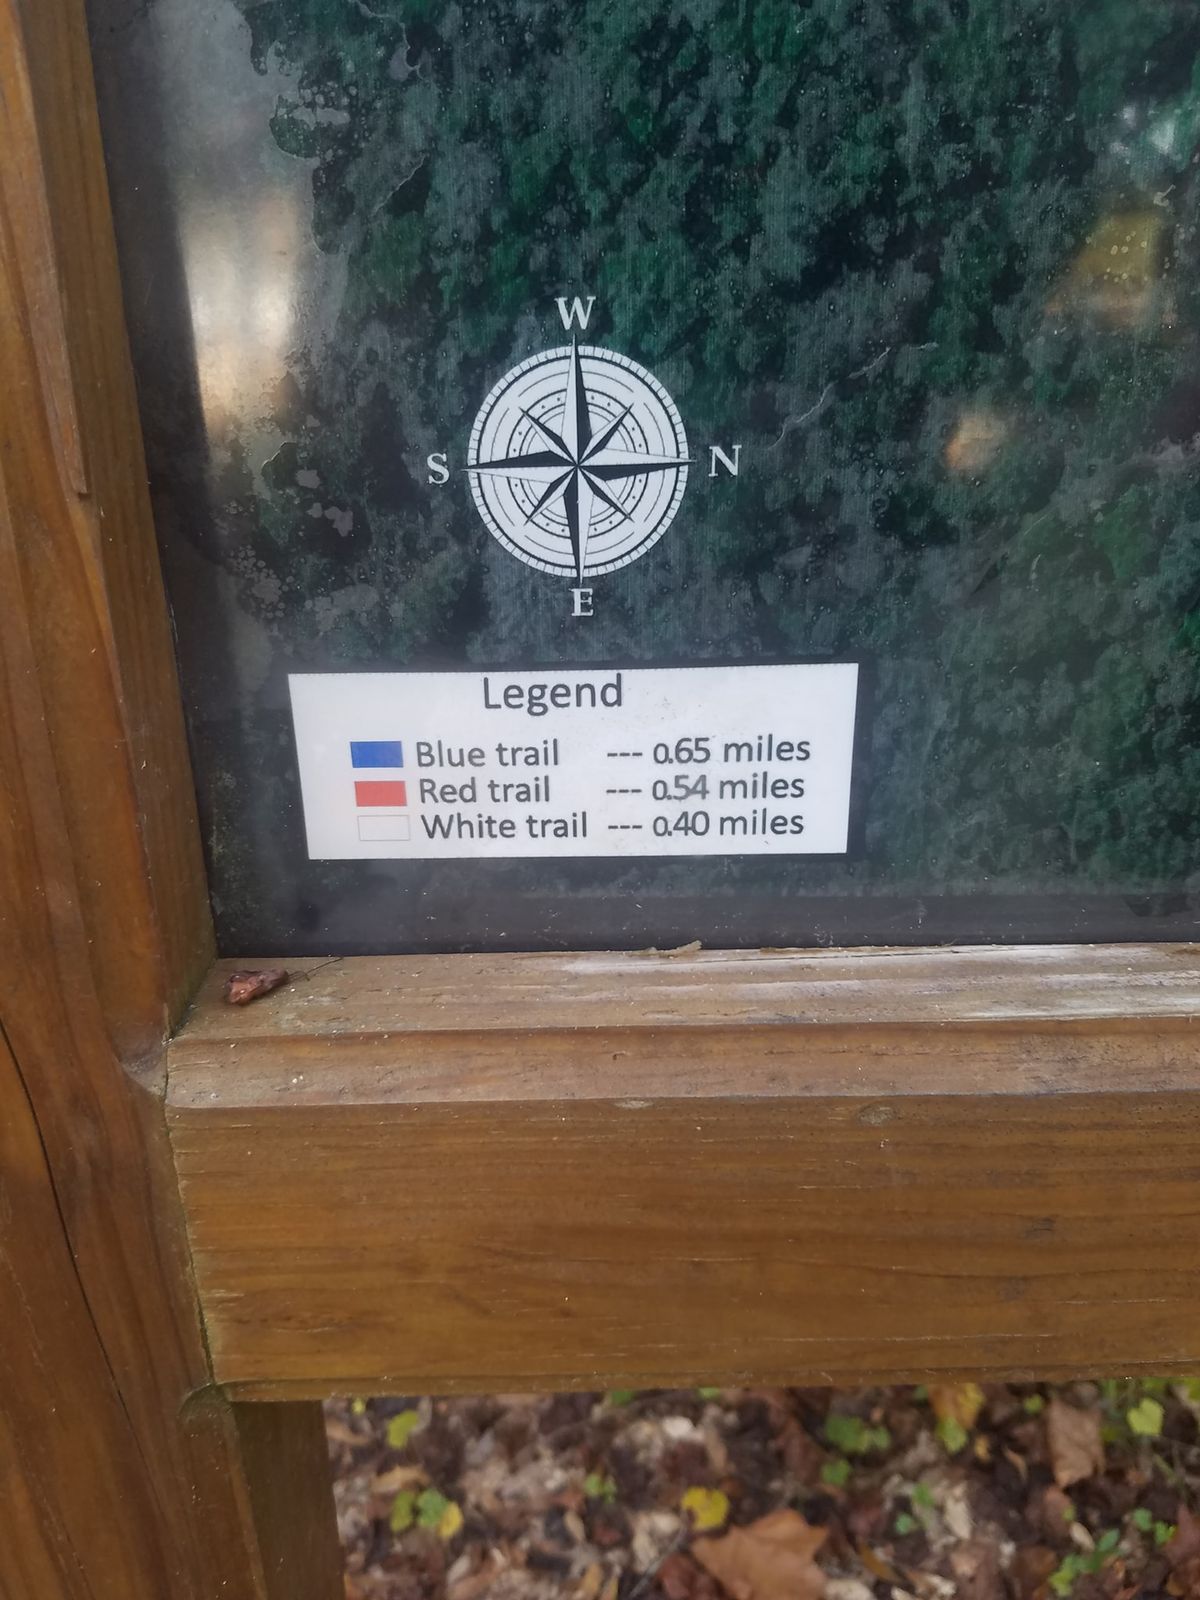 W
S N
E
Legend
Blue trail --- 0.65 miles
Red trail --- 0.54 miles
White trail --- 0.40 miles